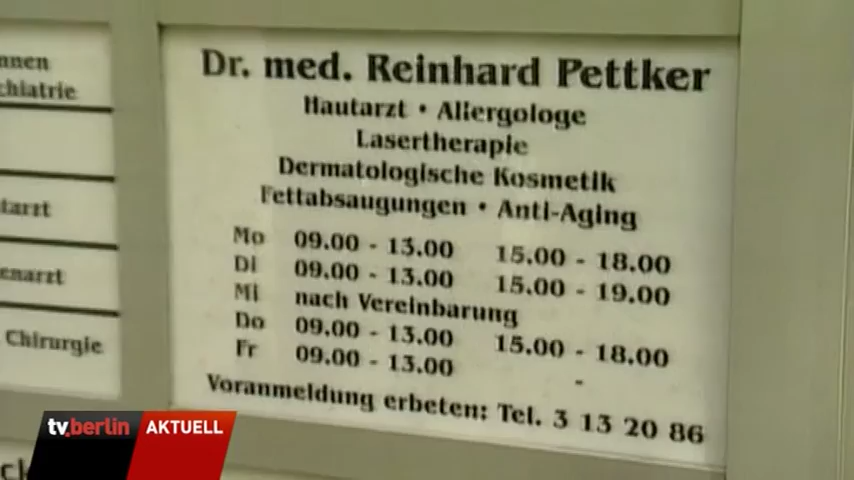 Dr. med. Reinhard Pettker
Hautarzt • Allergologe
Lasertherapie
Dermatologische Kosmetik
Fettabsaugungen • Anti-Aging
Mo 09.00 - 13.00 15.00 - 18.00
Di 09.00 - 13.00 15.00 - 19.00
Mi nach Vereinbarung
Do 09.00 - 13.00 15.00 - 18.00
Fr 09.00 - 13.00 -
Voranmeldung erbeten: Tel. 3 13 20 86
Chirurgie
tv.berlin AKTUELL